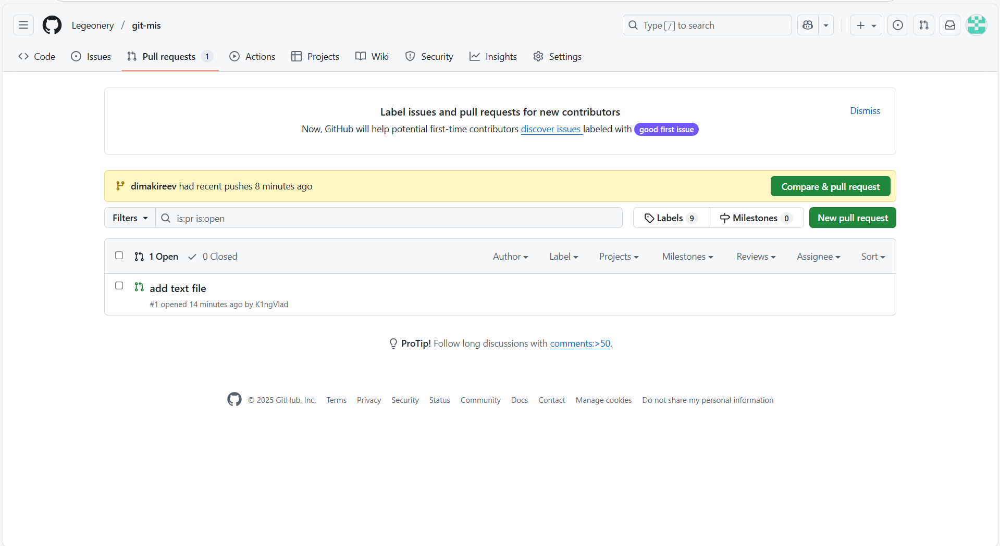 Legeonery / git-mis
Type / to search
Code Issues Pull requests 1 Actions Projects Wiki Security Insights Settings
Label issues and pull requests for new contributors
Dismiss
Now, GitHub will help potential first-time contributors discover issues labeled with good first issue
dimakireev had recent pushes 8 minutes ago
Compare & pull request
Filters is:pr is:open Labels 9 Milestones 0 New pull request
1 Open 0 Closed Author Label Projects Milestones Reviews Assignee Sort
add text file
#1 opened 14 minutes ago by K1ngVlad
ProTip! Follow long discussions with comments:>50.
© 2025 GitHub, Inc. Terms Privacy Security Status Community Docs Contact Manage cookies Do not share my personal information